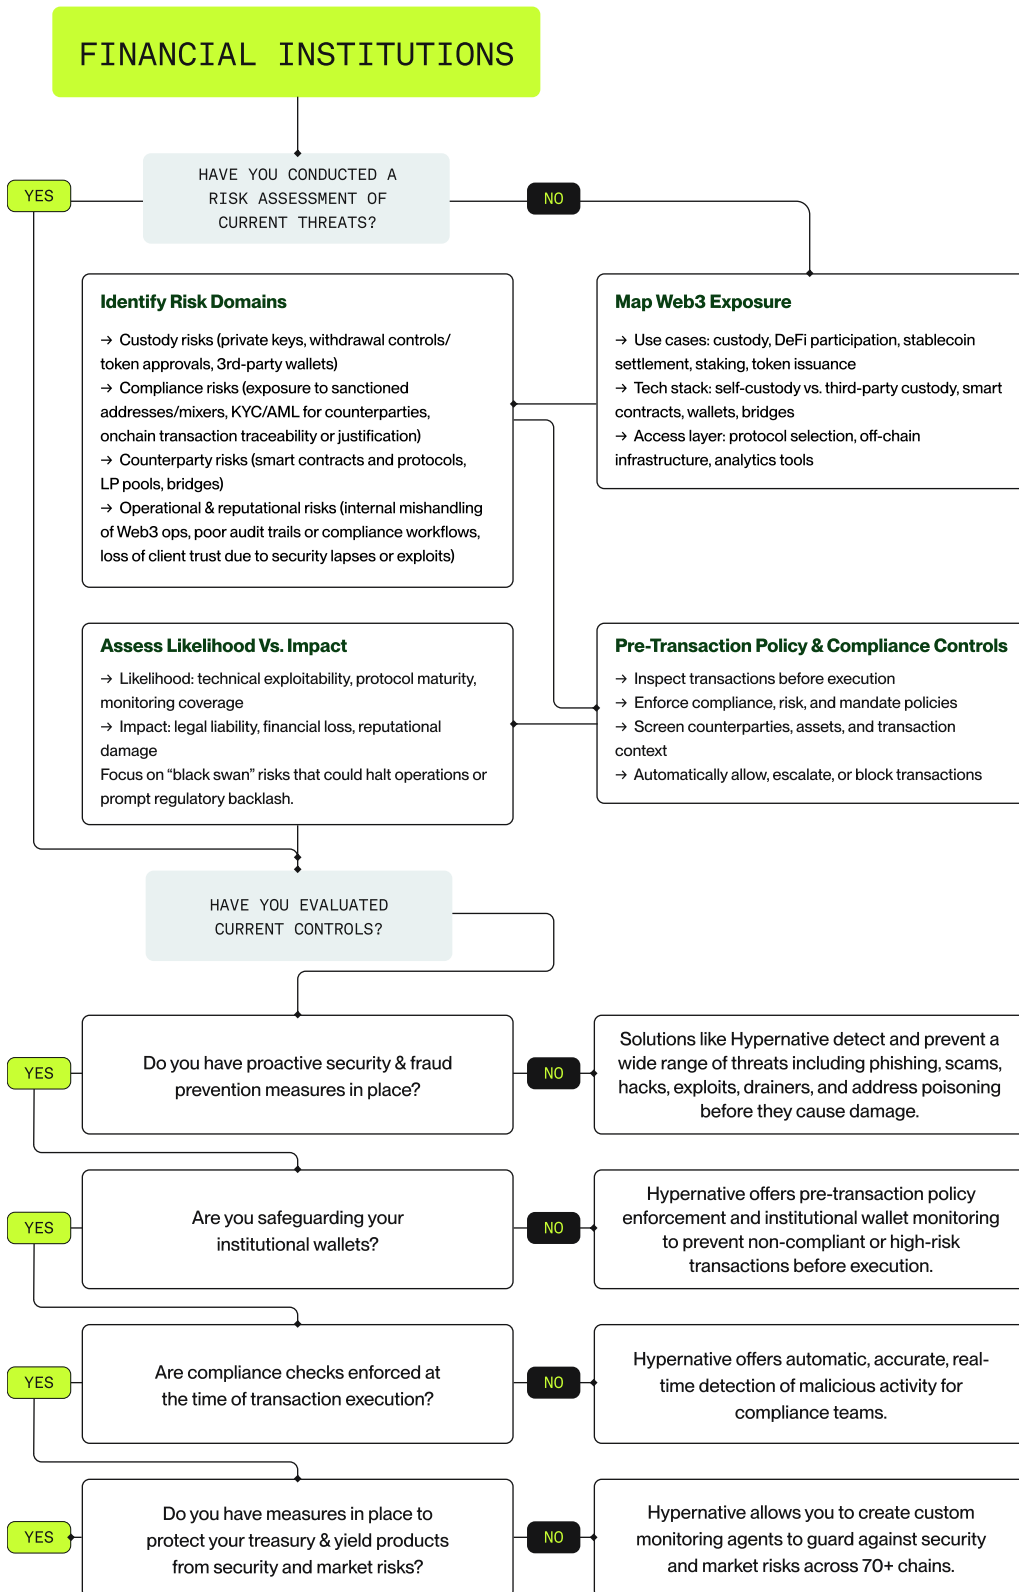 FINANCIAL INSTITUTIONS
HAVE YOU CONDUCTED A
RISK ASSESSMENT OF
CURRENT THREATS?
YES
NO
Identify Risk Domains
→ Custody risks (private keys, withdrawal controls/
token approvals, 3rd-party wallets)
→ Compliance risks (exposure to sanctioned
addresses/mixers, KYC/AML for counterparties,
onchain transaction traceability or justification)
→ Counterparty risks (smart contracts and protocols,
LP pools, bridges)
→ Operational & reputational risks (internal mishandling
of Web3 ops, poor audit trails or compliance workflows,
loss of client trust due to security lapses or exploits)
Map Web3 Exposure
→ Use cases: custody, DeFi participation, stablecoin
settlement, staking, token issuance
→ Tech stack: self-custody vs. third-party custody, smart
contracts, wallets, bridges
→ Access layer: protocol selection, off-chain
infrastructure, analytics tools
Assess Likelihood Vs. Impact
→ Likelihood: technical exploitability, protocol maturity,
monitoring coverage
→ Impact: legal liability, financial loss, reputational
damage
Focus on “black swan” risks that could halt operations or
prompt regulatory backlash.
Pre-Transaction Policy & Compliance Controls
→ Inspect transactions before execution
→ Enforce compliance, risk, and mandate policies
→ Screen counterparties, assets, and transaction
context
→ Automatically allow, escalate, or block transactions
HAVE YOU EVALUATED
CURRENT CONTROLS?
YES
Do you have proactive security & fraud
prevention measures in place?
NO
Solutions like Hypernative detect and prevent a
wide range of threats including phishing, scams,
hacks, exploits, drainers, and address poisoning
before they cause damage.
YES
Are you safeguarding your
institutional wallets?
NO
Hypernative offers pre-transaction policy
enforcement and institutional wallet monitoring
to prevent non-compliant or high-risk
transactions before execution.
YES
Are compliance checks enforced at
the time of transaction execution?
NO
Hypernative offers automatic, accurate, real-
time detection of malicious activity for
compliance teams.
YES
Do you have measures in place to
protect your treasury & yield products
from security and market risks?
NO
Hypernative allows you to create custom
monitoring agents to guard against security
and market risks across 70+ chains.